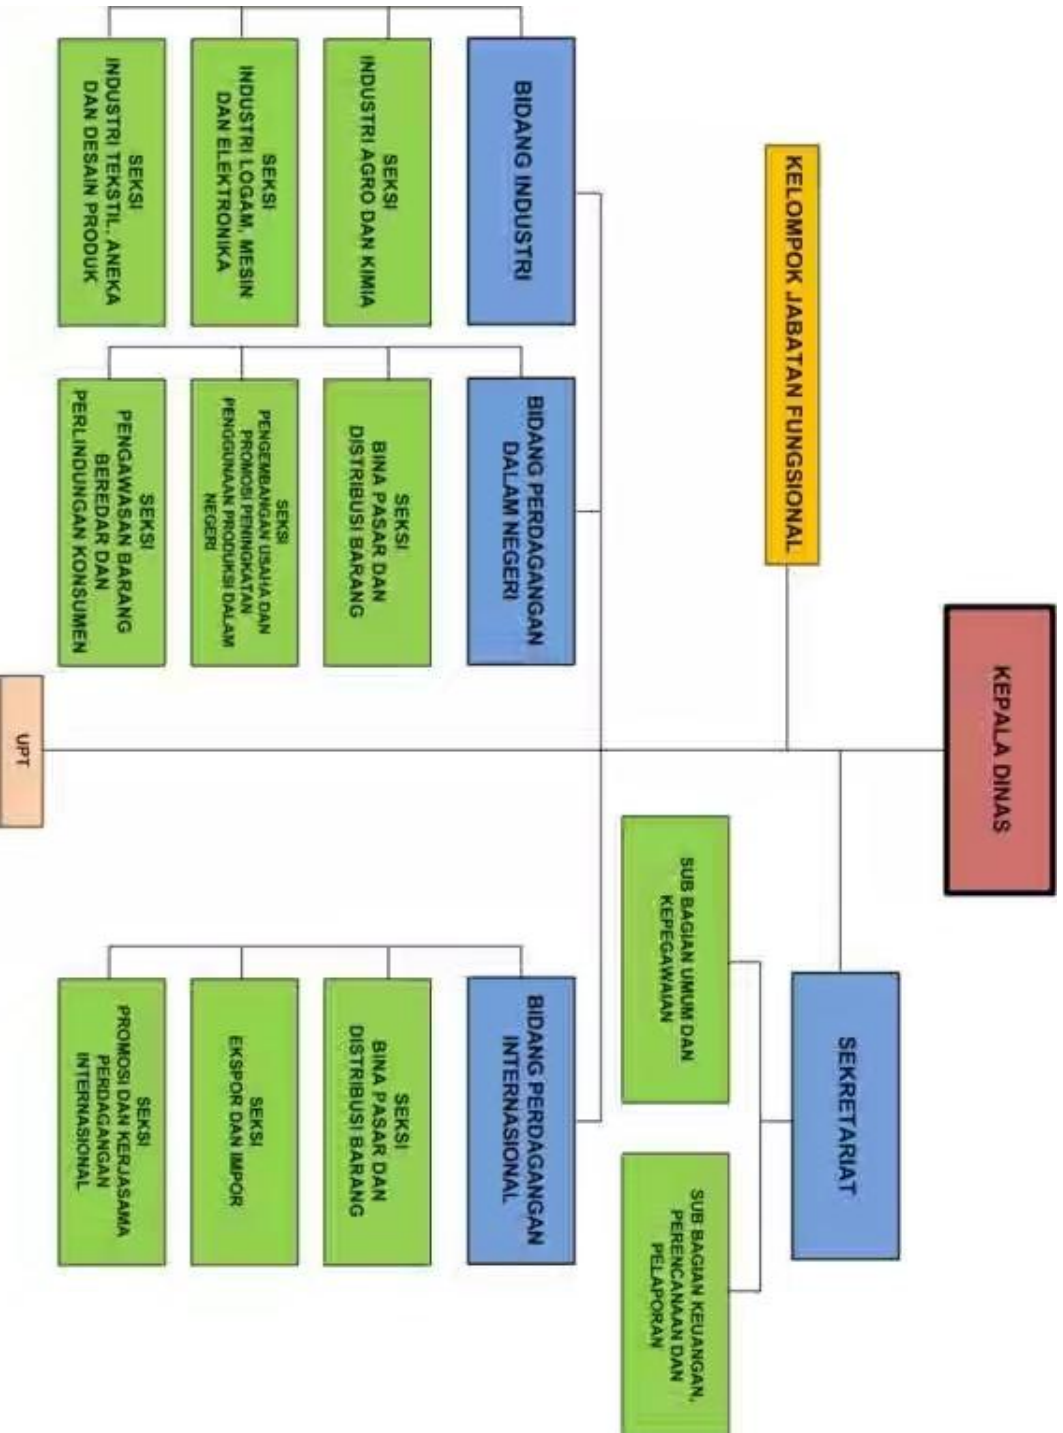 KEPALA DINAS
KELOMPOK JABATAN FUNGSIONAL
SEKRETARIAT
SUB BAGIAN UMUM DAN
KEPEGAWAIAN
SUB BAGIAN KEUANGAN,
PERENCANAAN DAN
PELAPORAN
BIDANG INDUSTRI
SEKSI
INDUSTRI AGRO DAN KIMIA
SEKSI
INDUSTRI LOGAM, MESIN
DAN ELEKTRONIKA
SEKSI
INDUSTRI TEKSTIL, ANEKA
DAN DESAIN PRODUK
BIDANG PERDAGANGAN
DALAM NEGERI
SEKSI
BINA PASAR DAN
DISTRIBUSI BARANG
SEKSI
PENGEMBANGAN USAHA DAN
PROMOSI PENINGKATAN
PENGGUNAAN PRODUKSI DALAM
NEGERI
SEKSI
PENGAWASAN BARANG
BEREDAR DAN
PERLINDUNGAN KONSUMEN
BIDANG PERDAGANGAN
INTERNASIONAL
SEKSI
BINA PASAR DAN
DISTRIBUSI BARANG
SEKSI
EKSPOR DAN IMPOR
SEKSI
PROMOSI DAN KERJASAMA
PERDAGANGAN
INTERNASIONAL
UPT